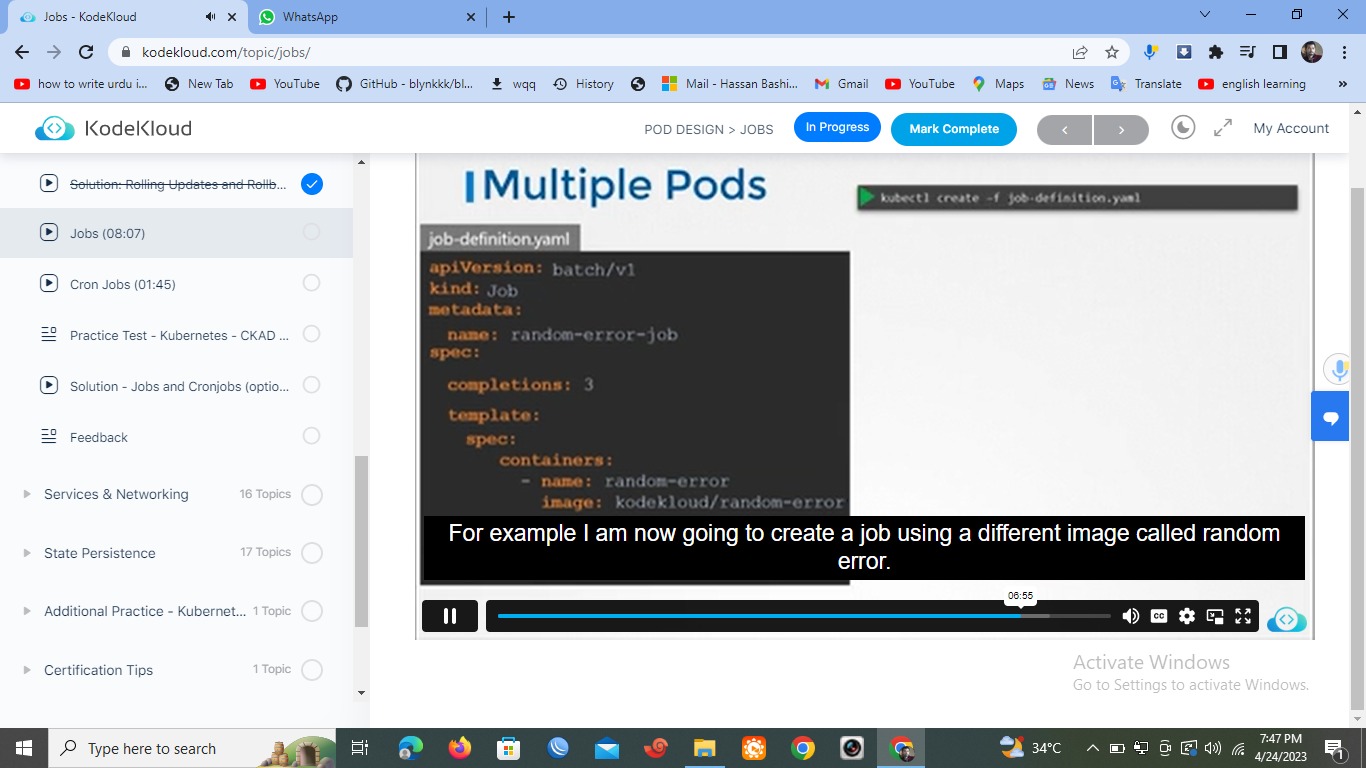 Jobs - KodeKloud
WhatsApp
kodekloud.com/topic/jobs/
how to write urdu i...
New Tab
YouTube
GitHub - blynkkk/bl...
wqq
History
Mail - Hassan Bashi...
Gmail
YouTube
Maps
News
Translate
english learning
»
KodeKloud
POD DESIGN > JOBS
In Progress
Mark Complete
My Account
Solution: Rolling Updates and Rollb...
Jobs (08:07)
Cron Jobs (01:45)
Practice Test - Kubernetes - CKAD ...
Solution - Jobs and Cronjobs (optio...
Feedback
Services & Networking 16 Topics
State Persistence 17 Topics
Additional Practice - Kubernet... 1 Topic
Certification Tips 1 Topic
Multiple Pods
kubectl create -f job-definition.yaml
job-definition.yaml
apiVersion: batch/v1
kind: Job
metadata:
name: random-error-job
spec:
completions: 3
template:
spec:
containers:
- name: random-error
image: kodekloud/random-error
For example I am now going to create a job using a different image called random
error.
06:55
CC
Activate Windows
Go to Settings to activate Windows.
Type here to search
34°C
7:47 PM
4/24/2023
1